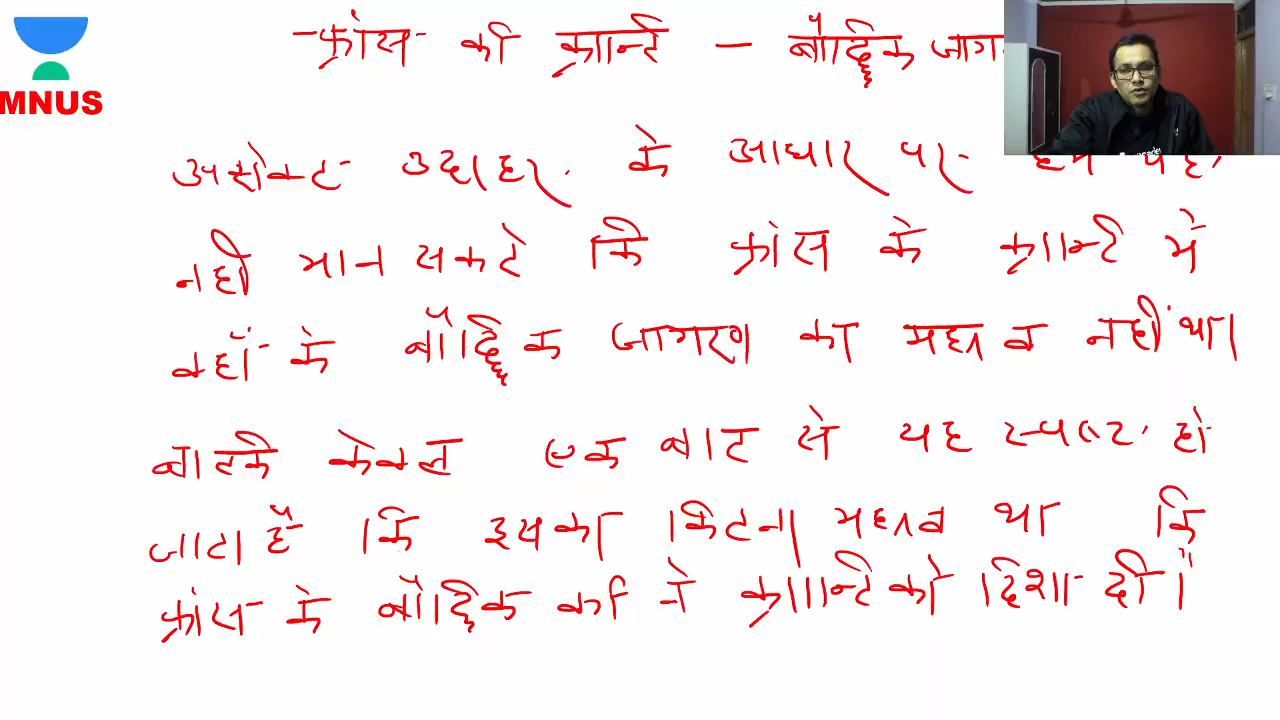 MNUS
फ्रांस की क्रान्ति – बौद्धिक जाग
उपरोक्त उदाहर. के आधार पर हम यह
नही मान सकते कि फ्रांस के क्रान्ति में
वहाँ के बौद्धिक जागरण का महत्व नहीं था।
बल्कि केवल एक बात से यह स्पष्ट हो
जाता है कि इसका कितना महत्व था कि
फ्रांस के बौद्धिक वर्ग ने क्रान्ति को दिशा दी।